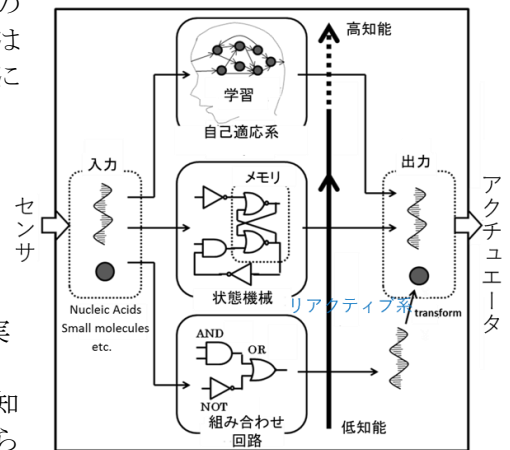 の
は
に
実
知
ら
センサ
入力
Nucleic Acids
Small molecules
etc.
学習
自己適応系
メモリ
状態機械
リアクティブ系
AND
OR
NOT
組み合わせ
回路
高知能
低知能
出力
transform
アクチュエータ